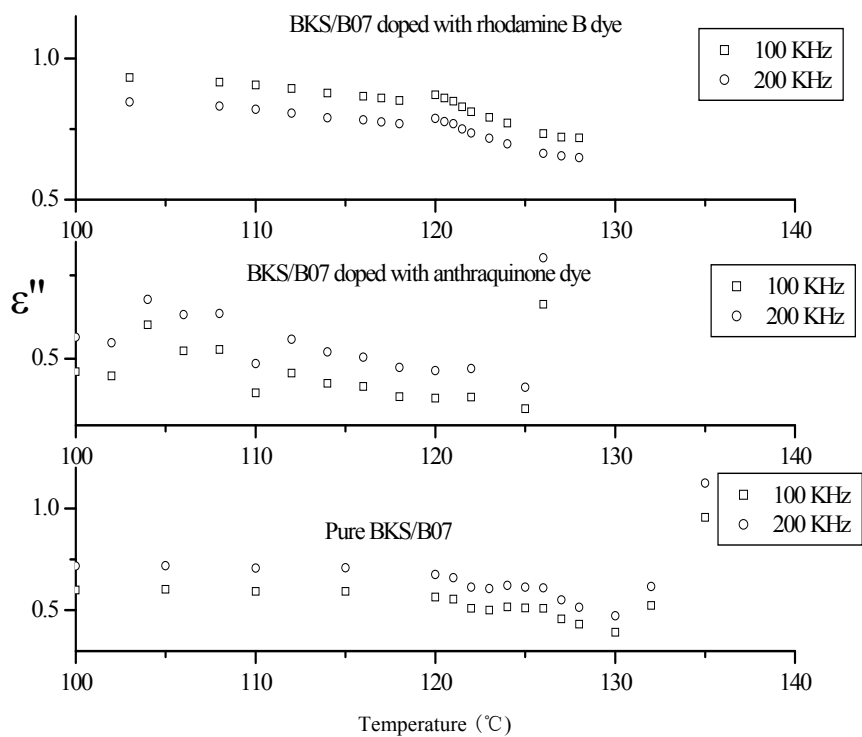 BKS/B07 doped with rhodamine B dye
100 KHz
200 KHz
1.0
0.5
100 110 120 130 140
BKS/B07 doped with anthraquinone dye
100 KHz
200 KHz
ε"
0.5
100 110 120 130 140
100 KHz
200 KHz
Pure BKS/B07
1.0
0.5
100 110 120 130 140
Temperature (℃)